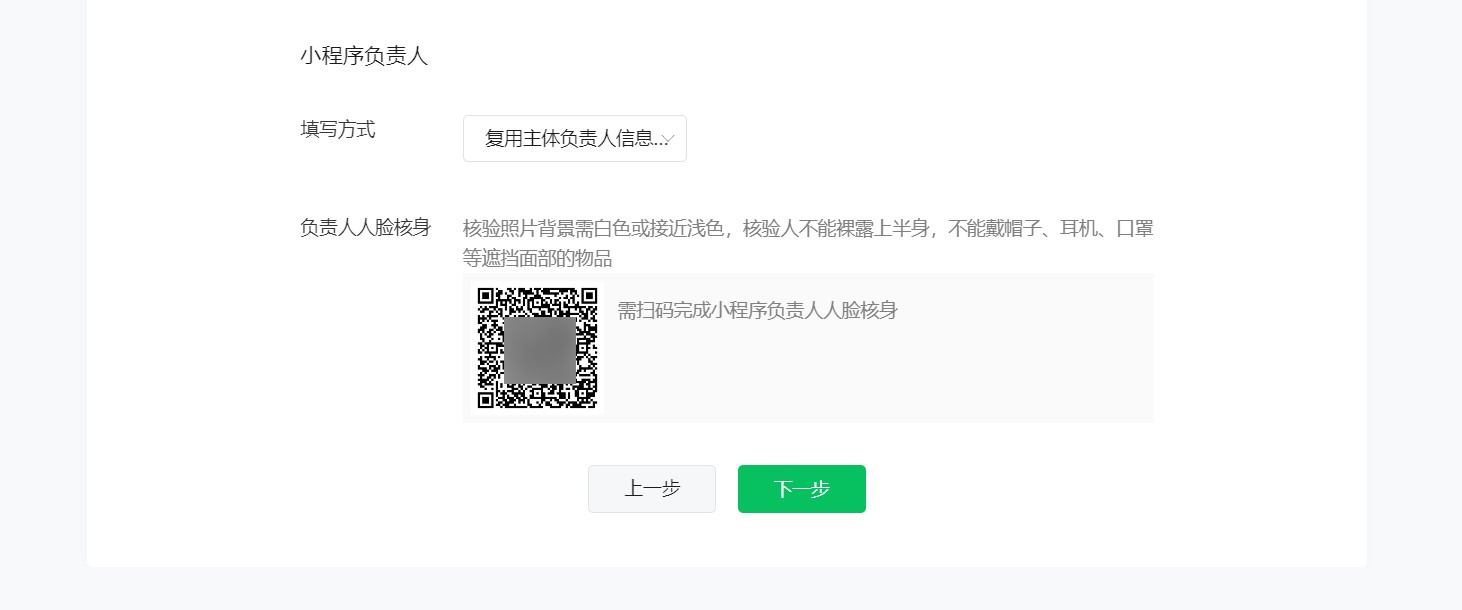 小程序负责人
填写方式
复用主体负责人信息...
负责人人脸核身
核验照片背景需白色或接近浅色，核验人不能裸露上半身，不能戴帽子、耳机、口罩
等遮挡面部的物品
需扫码完成小程序负责人人脸核身
上一步
下一步